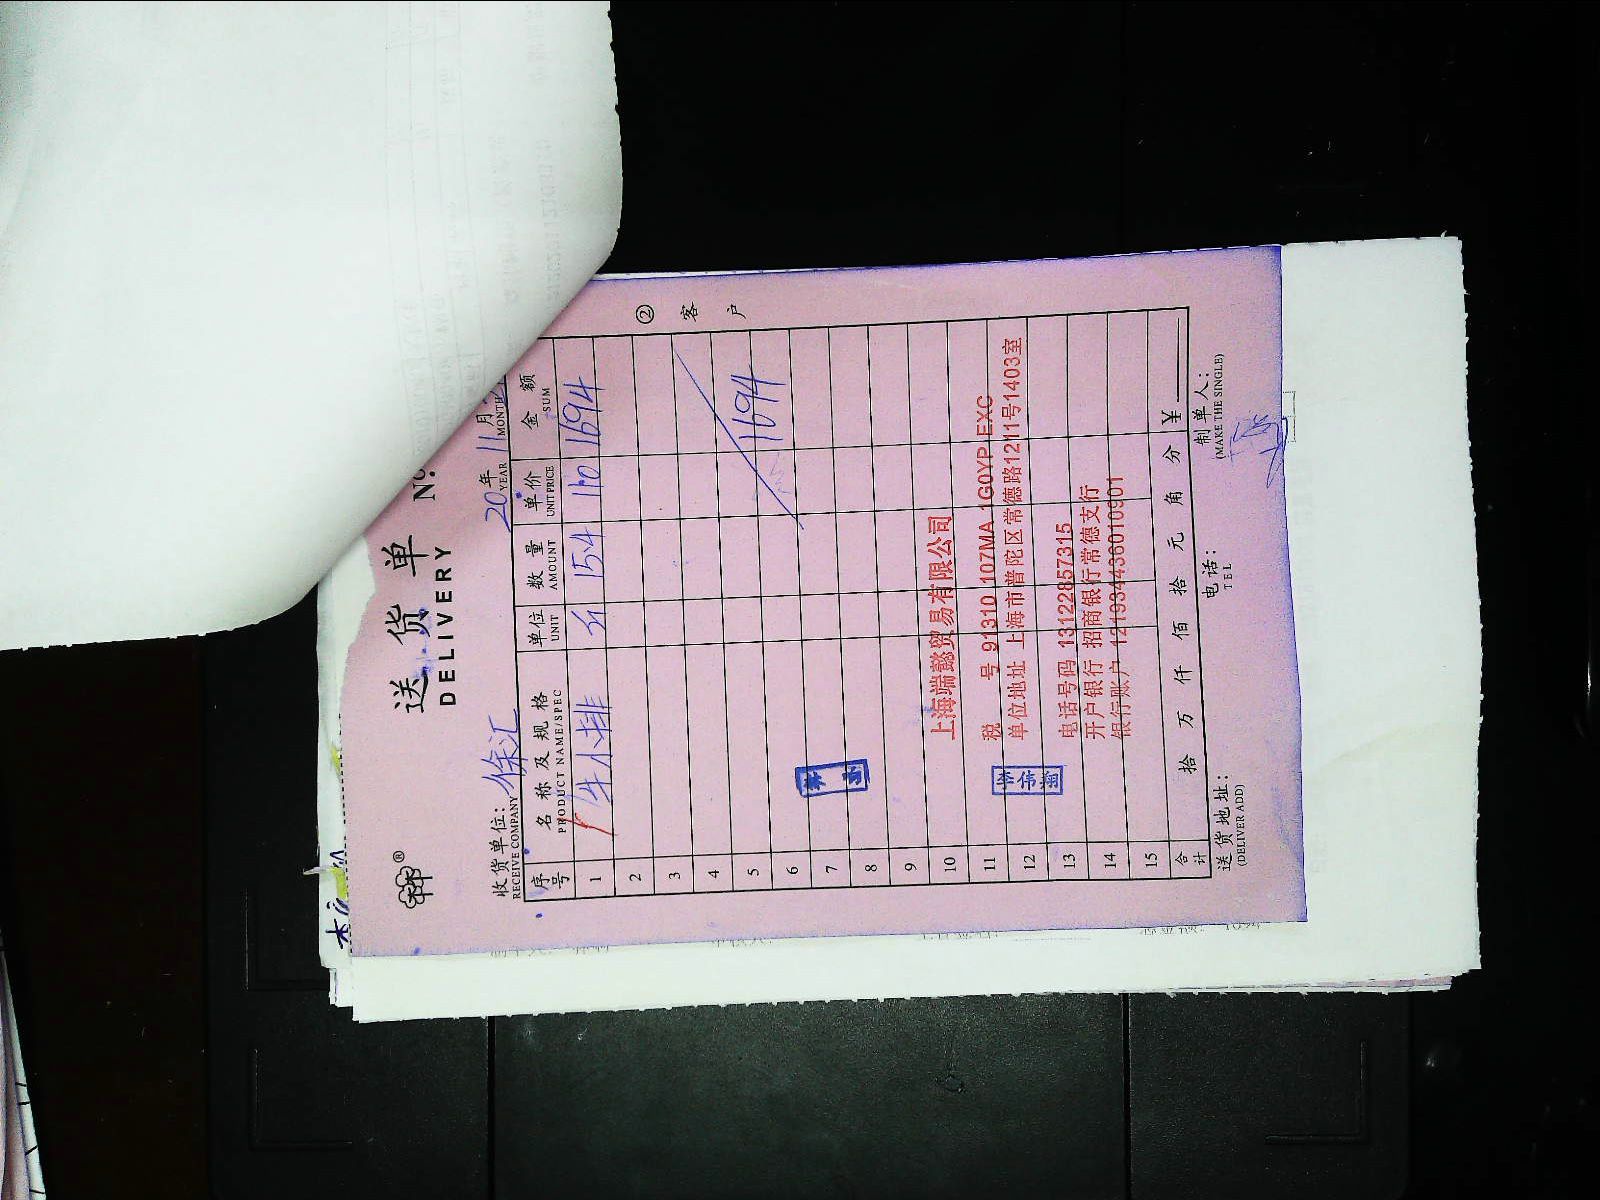 送货单 №.
DELIVERY
收货单位: 徐汇 20年 11月
RECEIVE COMPANY YEAR MONTH
序号 名称及规格 单位 数量 单价 金额
PRODUCT NAME/SPEC UNIT AMOUNT UNIT PRICE SUM
1 牛小排 斤 15.4 110 1694
2
3
4
5 1694
6
7
8
9
10 上海端懿贸易有限公司
11 税号 91310107MA 1G0YP EXC
12 单位地址 上海市普陀区常德路1211号1403室
李伟翔
13 电话号码 13122857315
14 开户银行 招商银行常德支行
银行账户 121934436010901
15
合计 拾 万 仟 佰 拾 元 角 分 ¥
送货地址: 电话: 制单人:
(DELIVER ADD) TEL (MAKE THE SINGLE)
② 客户